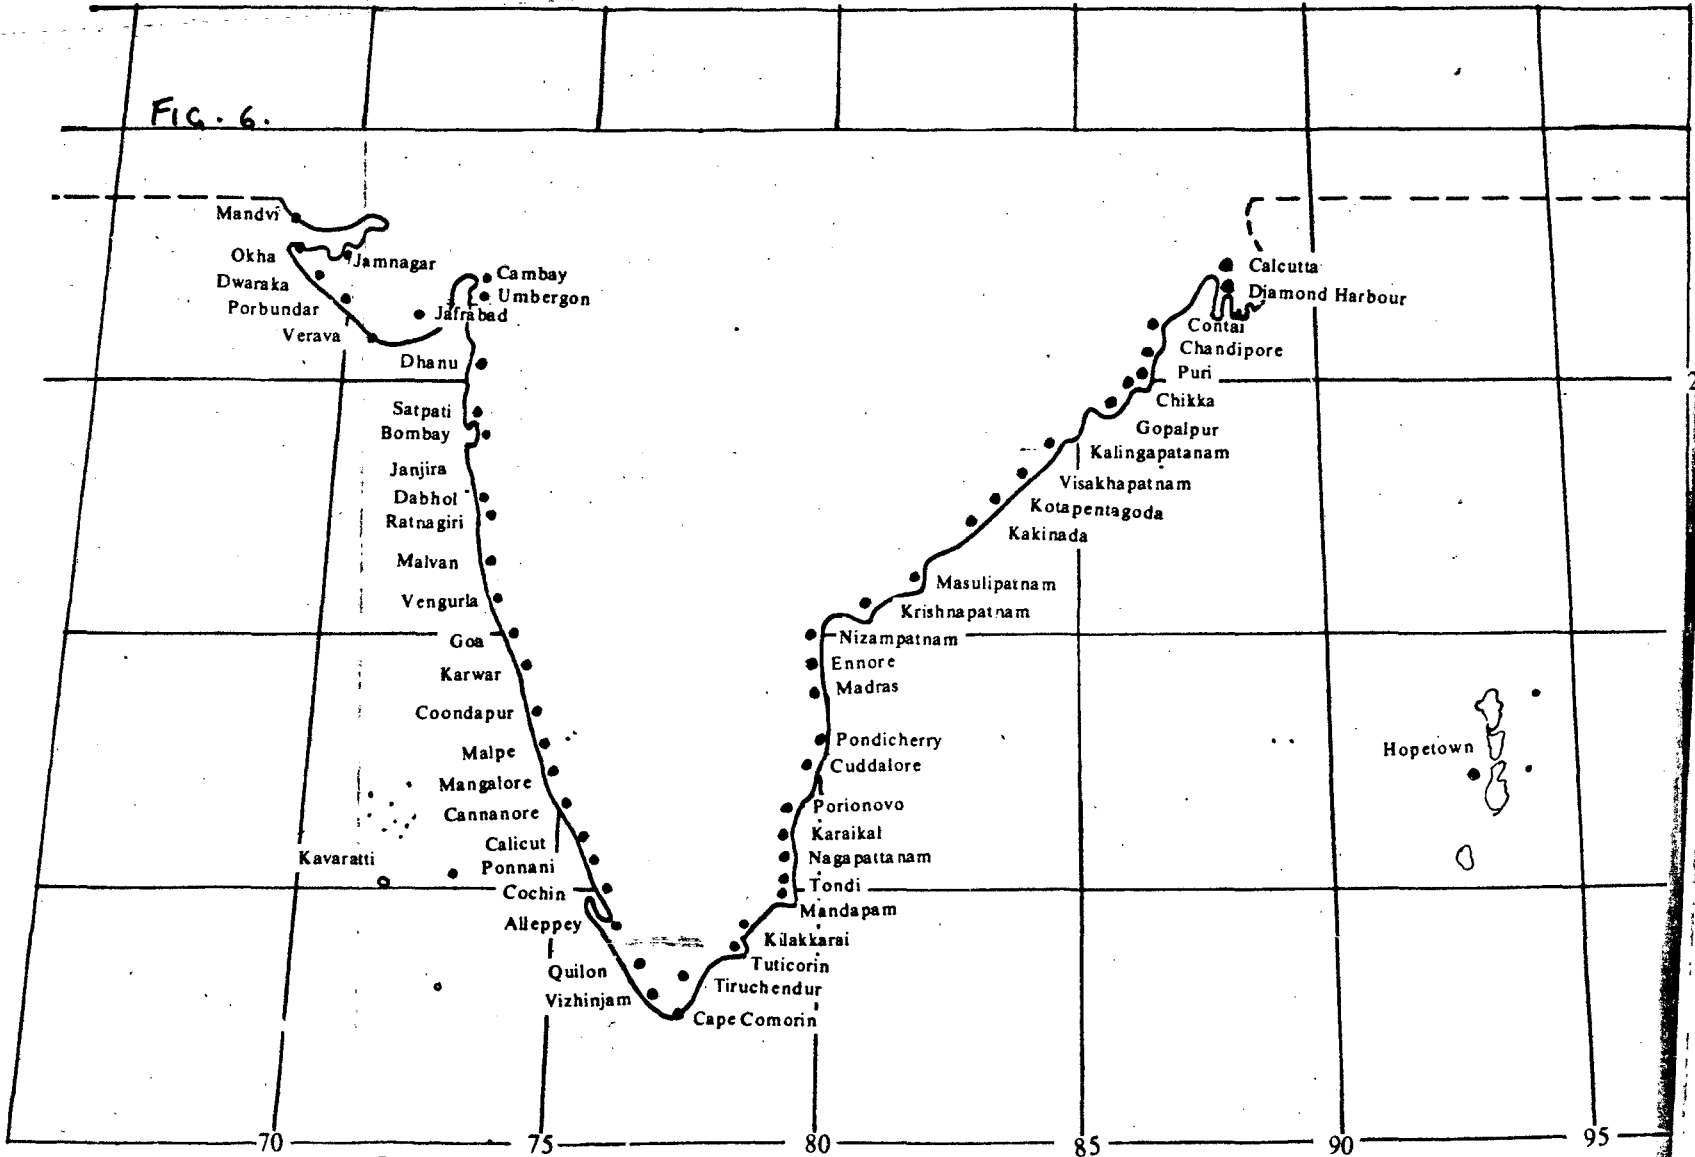 FIG. 6.
Mandvi
Okha
Jamnagar
Dwaraka
Porbundar
Verava
Cambay
Umbergon
Jafrabad
Dhanu
Satpati
Bombay
Janjira
Dabhol
Ratnagiri
Malvan
Vengurla
Goa
Karwar
Coondapur
Malpe
Mangalore
Cannanore
Calicut
Kavaratti
Ponnani
Cochin
Alleppey
Quilon
Vizhinjam
Cape Comorin
Calcutta
Diamond Harbour
Contai
Chandipore
Puri
Chikka
Gopalpur
Kalingapatanam
Visakhapatnam
Kotapentagoda
Kakinada
Masulipatnam
Krishnapatnam
Nizampatnam
Ennore
Madras
Pondicherry
Cuddalore
Porionovo
Karaikal
Nagapattanam
Tondi
Mandapam
Kilakkarai
Tuticorin
Tiruchendur
Hopetown
2
70 75 80 85 90 95